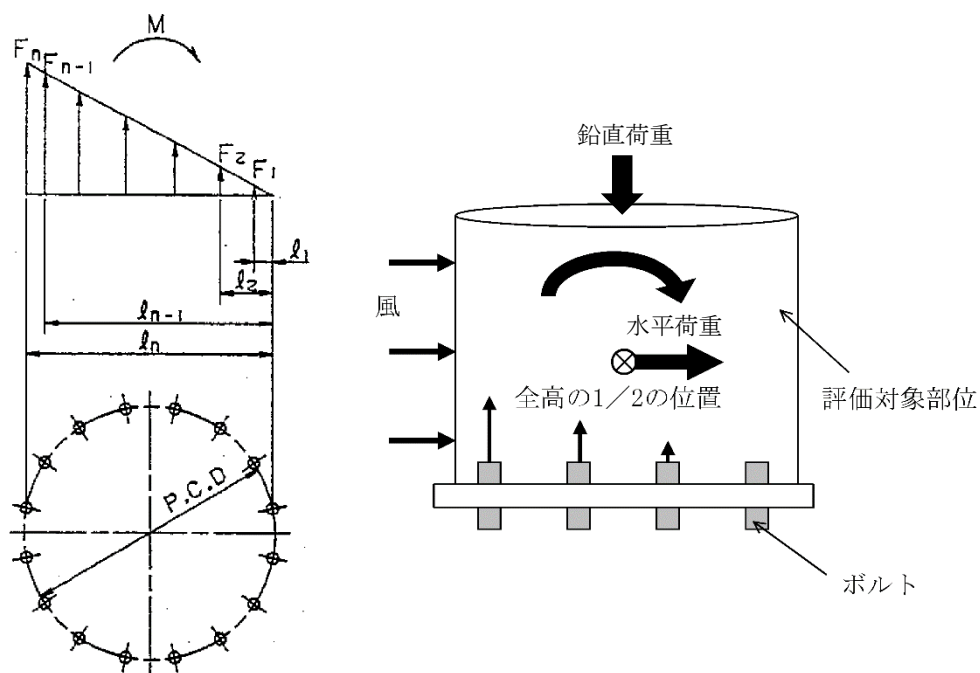 M
Fn
Fn-1
F2
F1
ℓ1
ℓ2
ℓn-1
ℓn
P.C.D
鉛直荷重
風
水平荷重
全高の1／2の位置
評価対象部位
ボルト